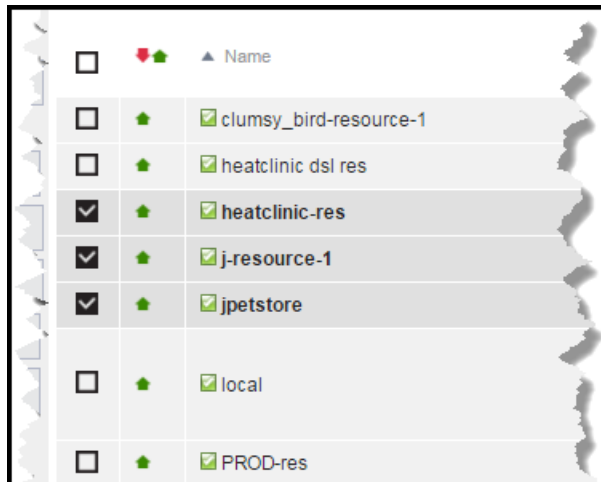 Name
clumsy_bird-resource-1
heatclinic dsl res
heatclinic-res
j-resource-1
jpetstore
local
PROD-res